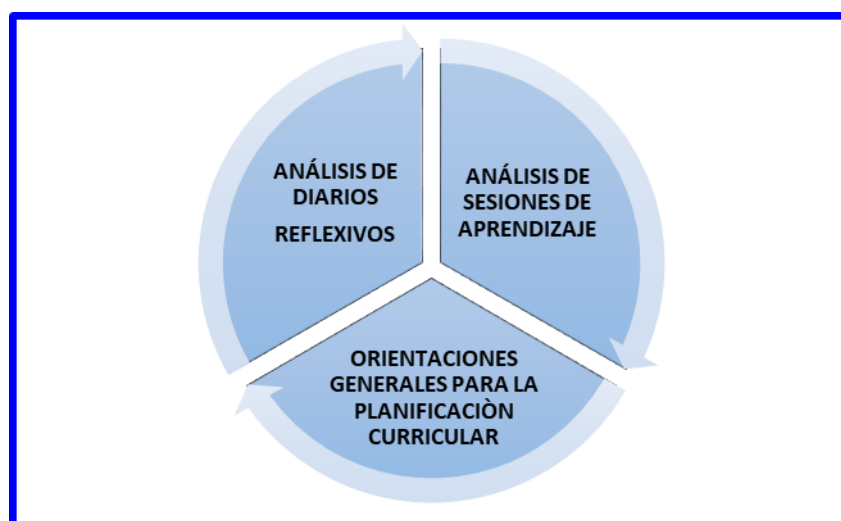 ANÁLISIS DE
DIARIOS
REFLEXIVOS
ANÁLISIS DE
SESIONES DE
APRENDIZAJE
ORIENTACIONES
GENERALES PARA LA
PLANIFICACIÒN
CURRICULAR